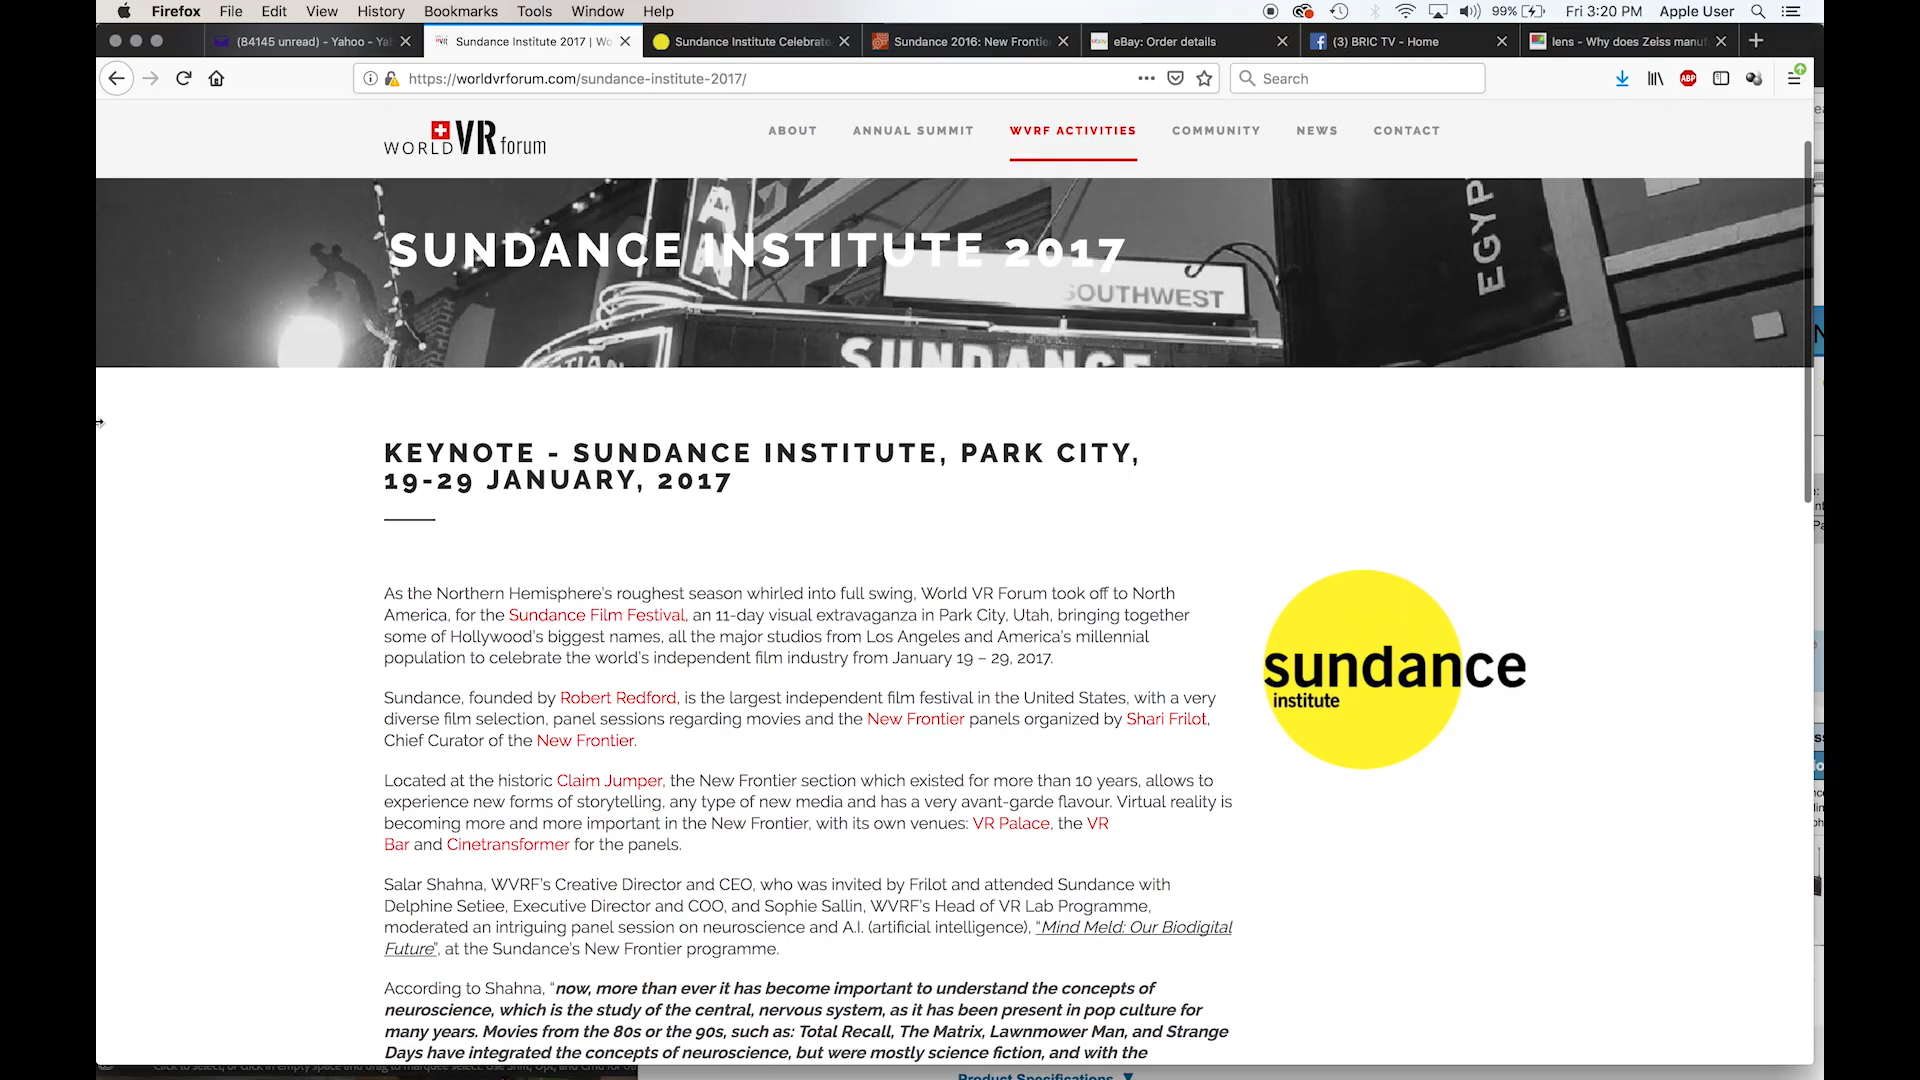 Firefox File Edit View History Bookmarks Tools Window Help 99% Fri 3:20 PM Apple User
(84145 unread) - Yahoo - Yah Sundance Institute 2017 | Wo Sundance Institute Celebrate Sundance 2016: New Frontie eBay: Order details (3) BRIC TV - Home lens - Why does Zeiss manuf
https://worldvrforum.com/sundance-institute-2017/ Search ABP
WORLD VR forum ABOUT ANNUAL SUMMIT WVRF ACTIVITIES COMMUNITY NEWS CONTACT
SUNDANCE INSTITUTE 2017
EGYP
SOUTHWEST
SUNDANCE
KEYNOTE - SUNDANCE INSTITUTE, PARK CITY,
19-29 JANUARY, 2017
As the Northern Hemisphere's roughest season whirled into full swing, World VR Forum took off to North
America, for the Sundance Film Festival, an 11-day visual extravaganza in Park City, Utah, bringing together
some of Hollywood's biggest names, all the major studios from Los Angeles and America's millennial
population to celebrate the world's independent film industry from January 19 – 29, 2017.
Sundance, founded by Robert Redford, is the largest independent film festival in the United States, with a very
diverse film selection, panel sessions regarding movies and the New Frontier panels organized by Shari Frilot,
Chief Curator of the New Frontier.
Located at the historic Claim Jumper, the New Frontier section which existed for more than 10 years, allows to
experience new forms of storytelling, any type of new media and has a very avant-garde flavour. Virtual reality is
becoming more and more important in the New Frontier, with its own venues: VR Palace, the VR
Bar and Cinetransformer for the panels.
Salar Shahna, WVRF's Creative Director and CEO, who was invited by Frilot and attended Sundance with
Delphine Setiee, Executive Director and COO, and Sophie Sallin, WVRF's Head of VR Lab Programme,
moderated an intriguing panel session on neuroscience and A.I. (artificial intelligence), "Mind Meld: Our Biodigital
Future", at the Sundance's New Frontier programme.
According to Shahna, "now, more than ever it has become important to understand the concepts of
neuroscience, which is the study of the central, nervous system, as it has been present in pop culture for
many years. Movies from the 80s or the 90s, such as: Total Recall, The Matrix, Lawnmower Man, and Strange
Days have integrated the concepts of neuroscience, but were mostly science fiction, and with the
sundance
institute
Product Specifications